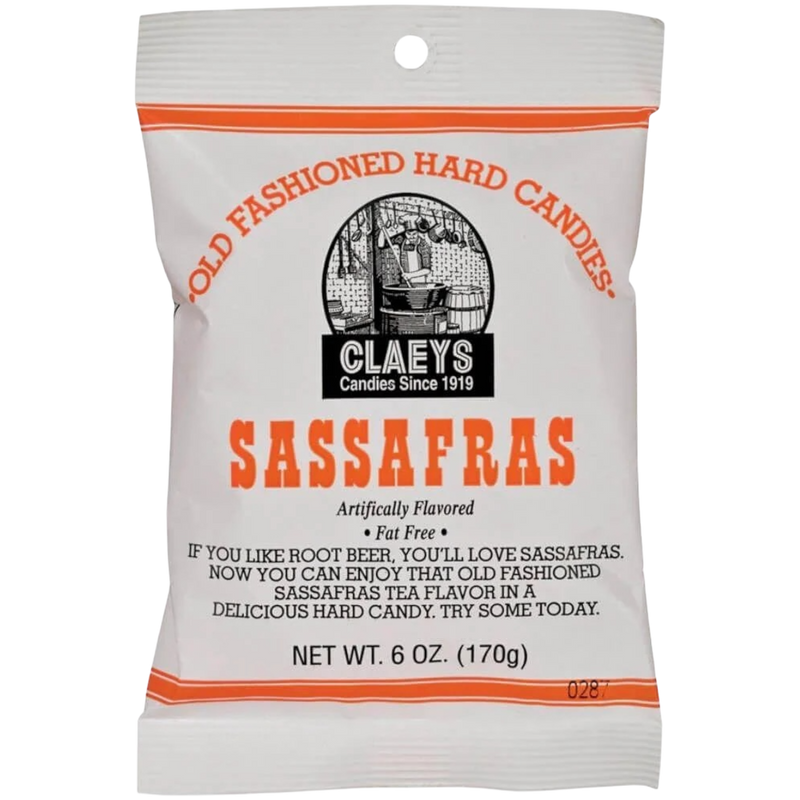 •OLD FASHIONED HARD CANDIES•
CLAEYS
Candies Since 1919
SASSAFRAS
Artifically Flavored
• Fat Free •
IF YOU LIKE ROOT BEER, YOU'LL LOVE SASSAFRAS.
NOW YOU CAN ENJOY THAT OLD FASHIONED
SASSAFRAS TEA FLAVOR IN A
DELICIOUS HARD CANDY. TRY SOME TODAY.
NET WT. 6 OZ. (170g)
0287